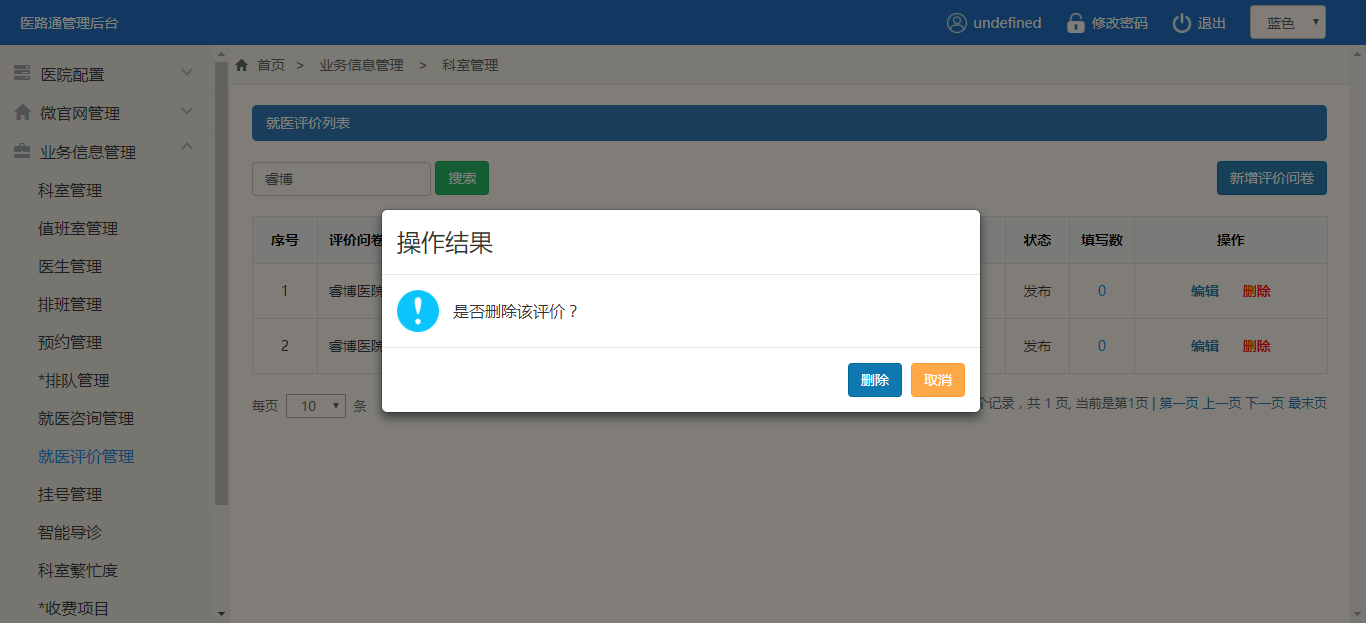 医路通管理后台
undefined 修改密码 退出 蓝色
医院配置
微官网管理
业务信息管理
科室管理
值班室管理
医生管理
排班管理
预约管理
*排队管理
就医咨询管理
就医评价管理
挂号管理
智能导诊
科室繁忙度
*收费项目
首页 > 业务信息管理 > 科室管理
就医评价列表
睿博 搜索 新增评价问卷
序号 评价问卷 状态 填写数 操作
1 睿博医院 发布 0 编辑 删除
2 睿博医院 发布 0 编辑 删除
每页 10 条
个记录，共 1 页, 当前是第1页 | 第一页 上一页 下一页 最末页
操作结果
是否删除该评价？
删除 取消